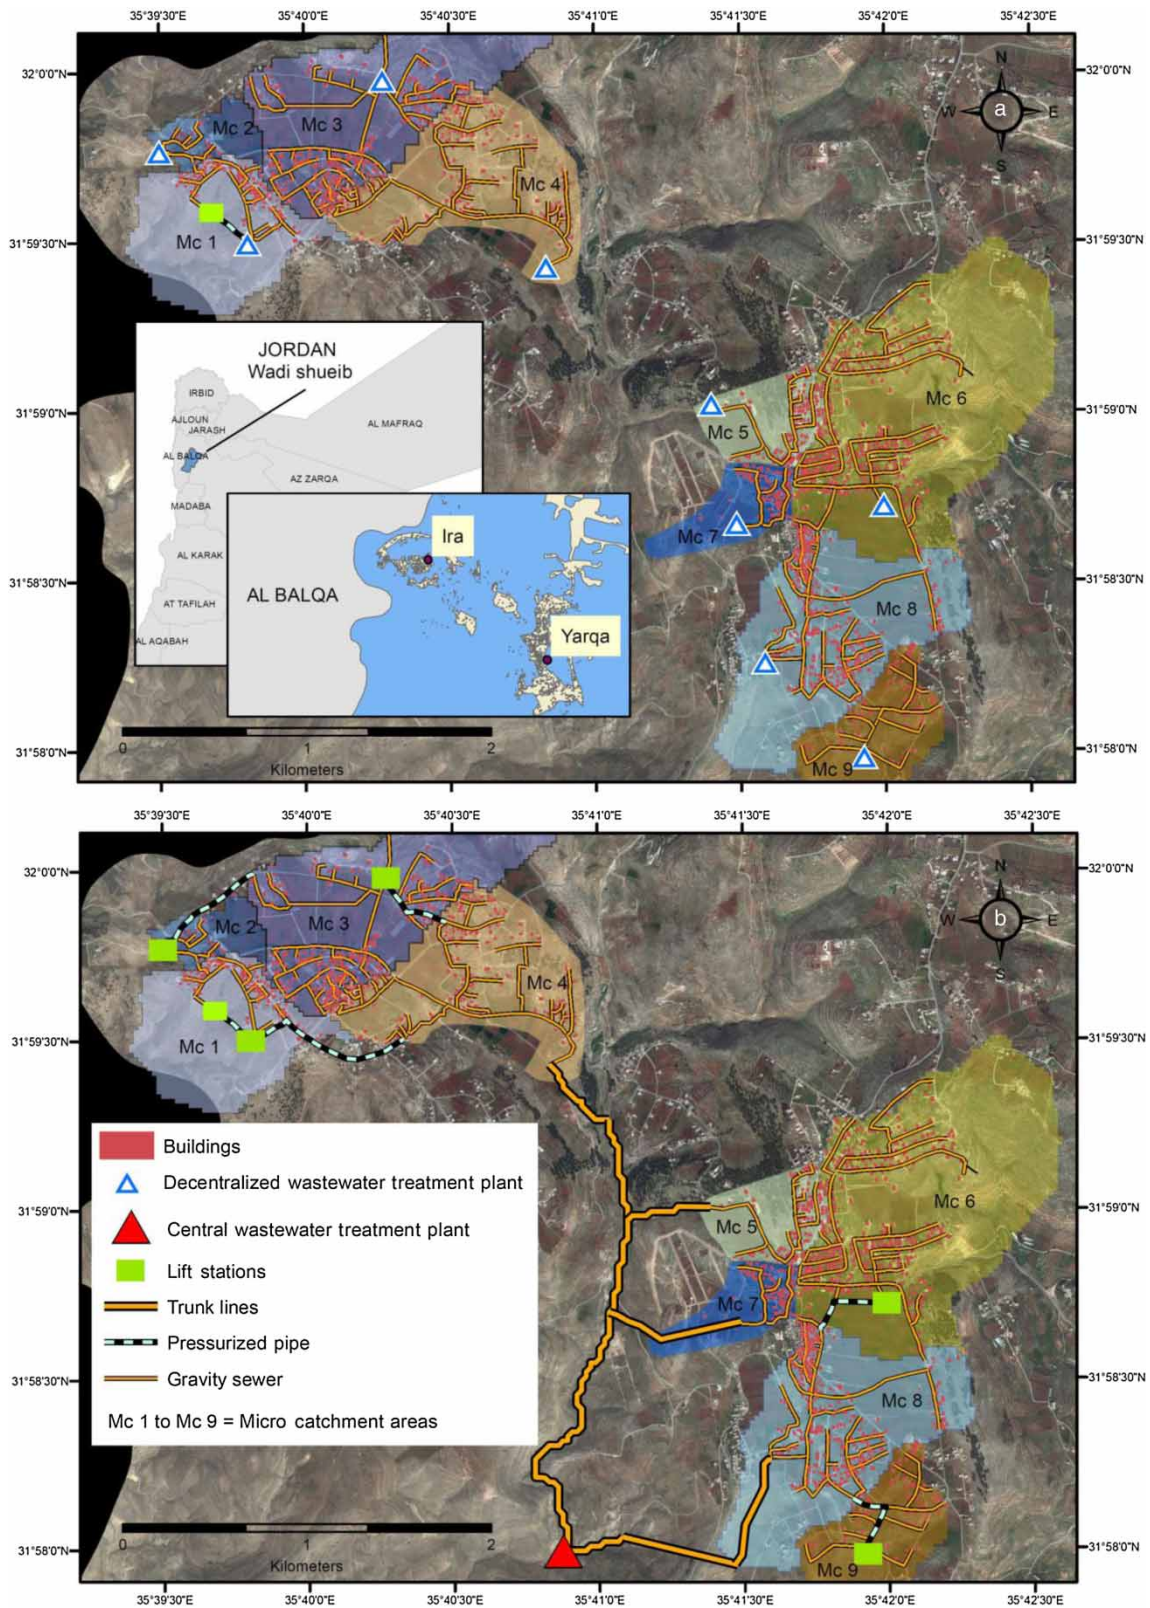 35°39'30"E 35°40'0"E 35°40'30"E 35°41'0"E 35°41'30"E 35°42'0"E 35°42'30"E
32°0'0"N 32°0'0"N
N
W a E
S
Mc 2
Mc 3
Mc 4
Mc 1
31°59'30"N 31°59'30"N
JORDAN
Wadi shueib
IRBID
AJLOUN
JARASH
AL MAFRAQ
AL BALQA
AZ ZARQA
MADABA
AL KARAK
AT TAFILAH
AL AQABAH
Ira
AL BALQA
Yarqa
31°59'0"N 31°59'0"N
Mc 6
Mc 5
Mc 7
31°58'30"N 31°58'30"N
Mc 8
31°58'0"N 31°58'0"N
Mc 9
0 1 2
Kilometers
35°39'30"E 35°40'0"E 35°40'30"E 35°41'0"E 35°41'30"E 35°42'0"E 35°42'30"E
32°0'0"N 32°0'0"N
N
W b E
S
Mc 2
Mc 3
Mc 4
Mc 1
31°59'30"N 31°59'30"N
Buildings
Decentralized wastewater treatment plant
Central wastewater treatment plant
Lift stations
Trunk lines
Pressurized pipe
Gravity sewer
Mc 1 to Mc 9 = Micro catchment areas
31°59'0"N 31°59'0"N
Mc 6
Mc 5
Mc 7
31°58'30"N 31°58'30"N
Mc 8
31°58'0"N 31°58'0"N
Mc 9
0 1 2
Kilometers
35°39'30"E 35°40'0"E 35°40'30"E 35°41'0"E 35°41'30"E 35°42'0"E 35°42'30"E